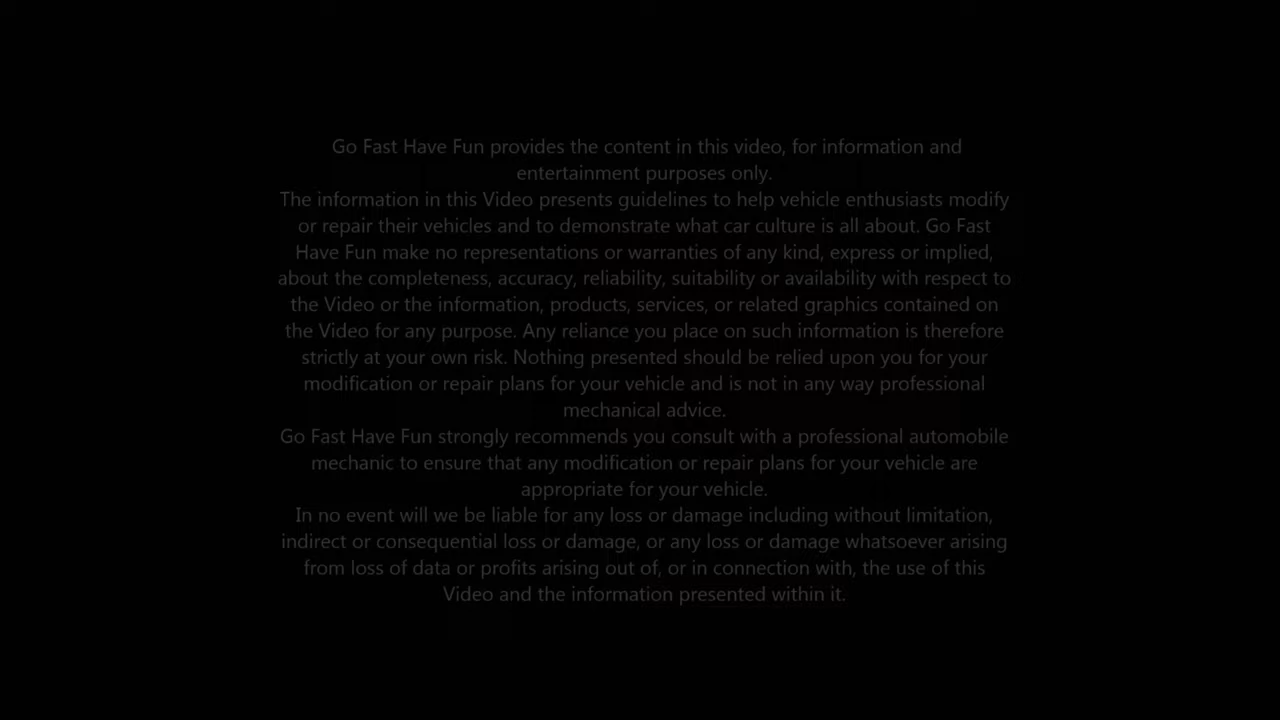 Go Fast Have Fun provides the content in this video, for information and
entertainment purposes only.
The information in this Video presents guidelines to help vehicle enthusiasts modify
or repair their vehicles and to demonstrate what car culture is all about. Go Fast
Have Fun make no representations or warranties of any kind, express or implied,
about the completeness, accuracy, reliability, suitability or availability with respect to
the Video or the information, products, services, or related graphics contained on
the Video for any purpose. Any reliance you place on such information is therefore
strictly at your own risk. Nothing presented should be relied upon you for your
modification or repair plans for your vehicle and is not in any way professional
mechanical advice.
Go Fast Have Fun strongly recommends you consult with a professional automobile
mechanic to ensure that any modification or repair plans for your vehicle are
appropriate for your vehicle.
In no event will we be liable for any loss or damage including without limitation,
indirect or consequential loss or damage, or any loss or damage whatsoever arising
from loss of data or profits arising out of, or in connection with, the use of this
Video and the information presented within it.